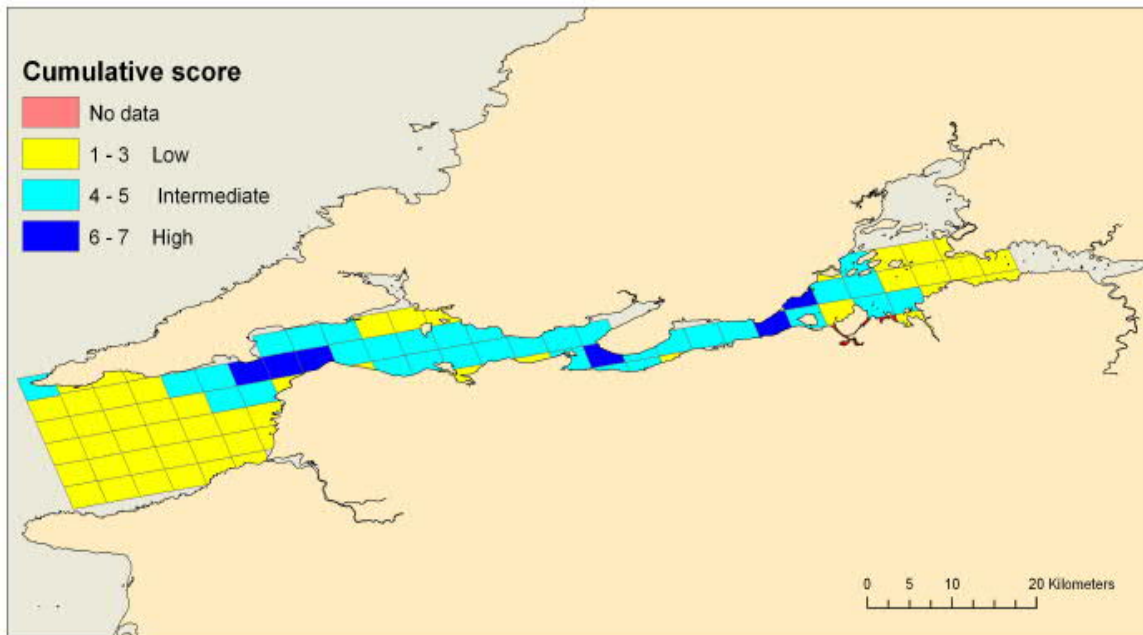 Cumulative score
No data
1 - 3 Low
4 - 5 Intermediate
6 - 7 High
0 5 10 20 Kilometers